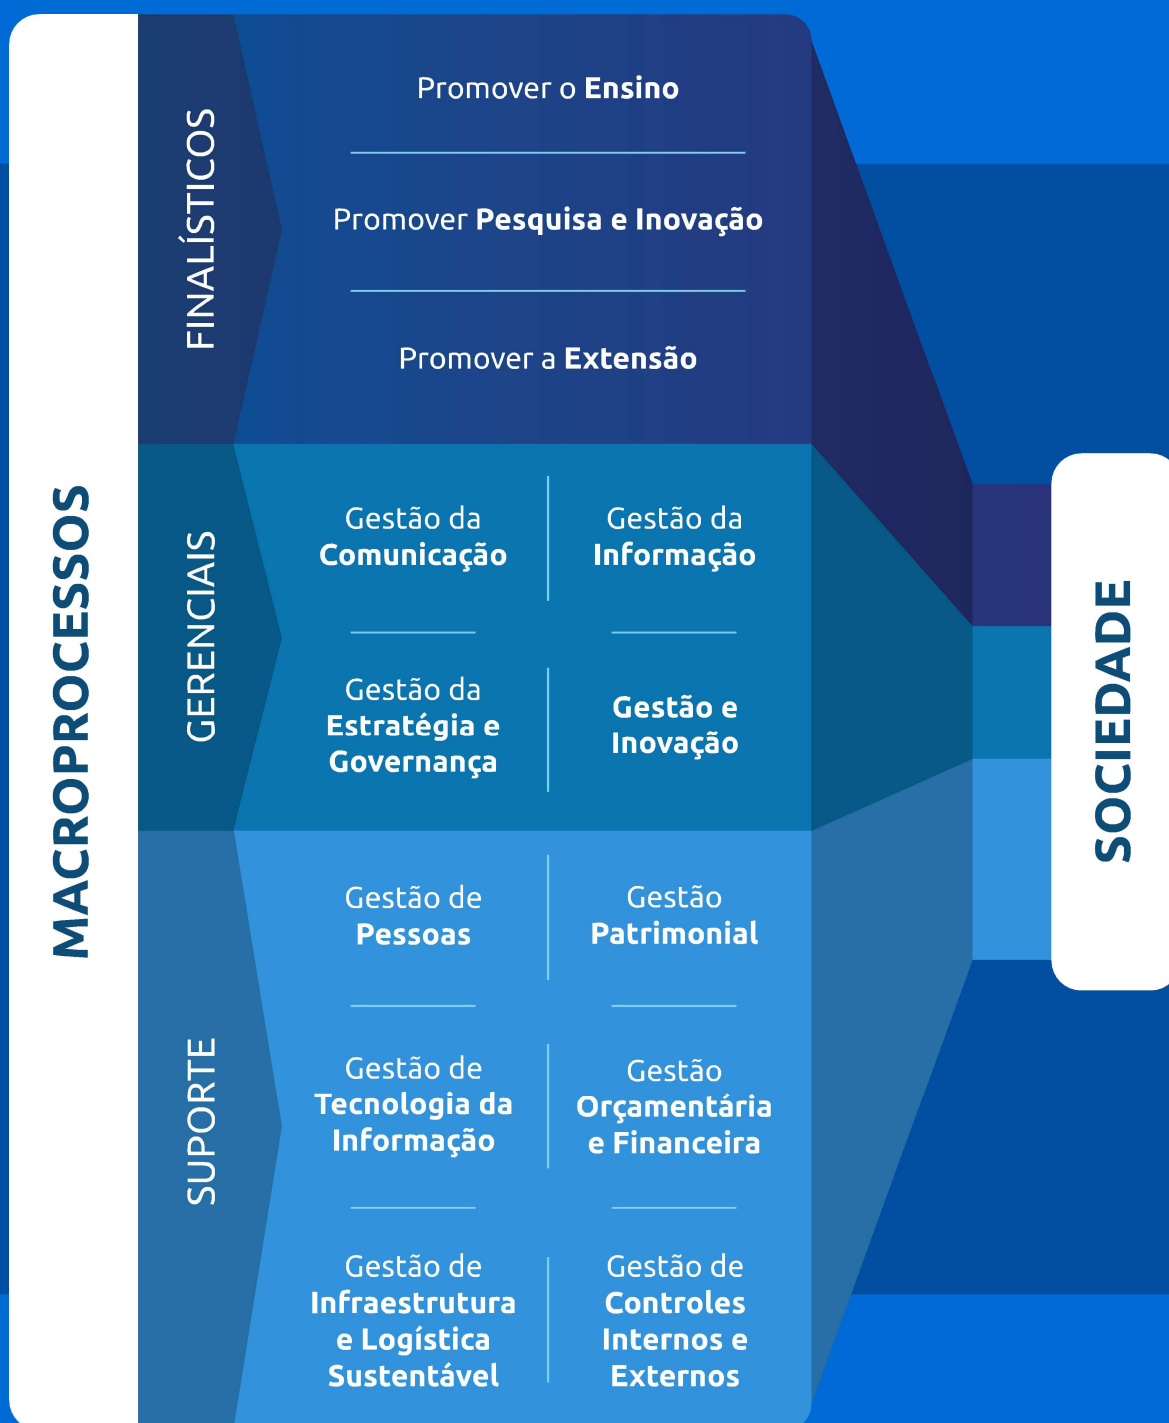 MACROPROCESSOS
FINALÍSTICOS
Promover o Ensino
Promover Pesquisa e Inovação
Promover a Extensão
GERENCIAIS
Gestão da
Comunicação
Gestão da
Informação
Gestão da
Estratégia e
Governança
Gestão e
Inovação
SUPORTE
Gestão de
Pessoas
Gestão
Patrimonial
Gestão de
Tecnologia da
Informação
Gestão
Orçamentária
e Financeira
Gestão de
Infraestrutura
e Logística
Sustentável
Gestão de
Controles
Internos e
Externos
SOCIEDADE